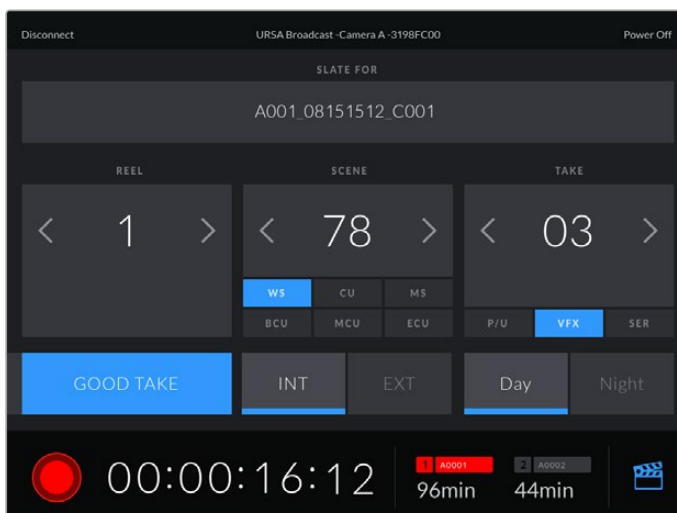 Disconnect URSA Broadcast -Camera A -3198FC00 Power Off
SLATE FOR
A001_08151512_C001
REEL SCENE TAKE
< 1 > < 78 > < 03 >
WS CU MS
BCU MCU ECU P/U VFX SER
GOOD TAKE INT EXT Day Night
1 A0001 2 A0002
00:00:16:12 96min 44min